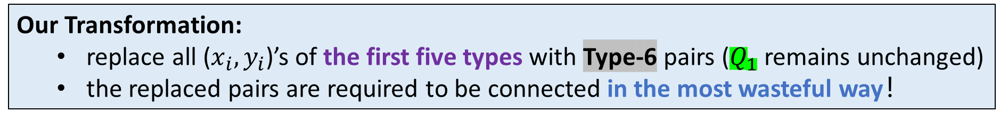 Our Transformation:
• replace all (xᵢ, yᵢ)'s of the first five types with Type-6 pairs (Q₁ remains unchanged)
• the replaced pairs are required to be connected in the most wasteful way!